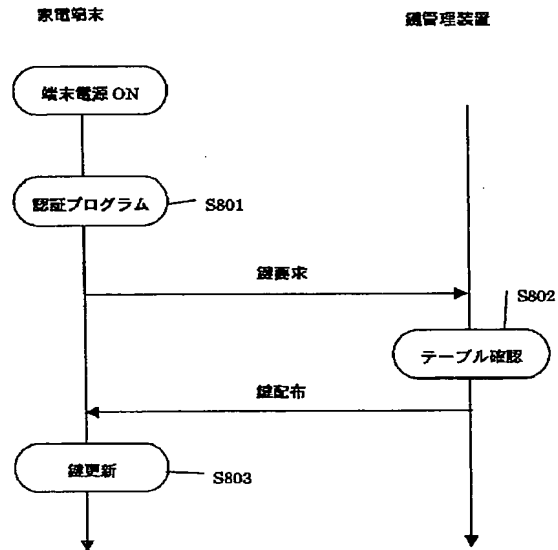 家電端末
鍵管理装置
端末電源 ON
認証プログラム
S801
鍵要求
S802
テーブル確認
鍵配布
鍵更新
S803